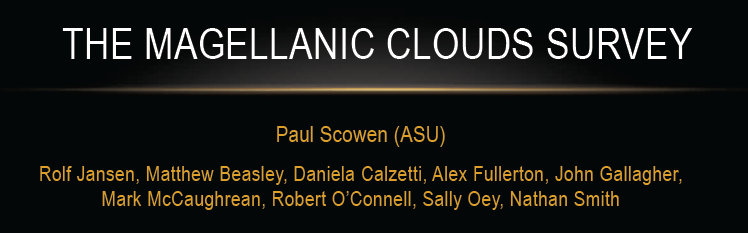 THE MAGELLANIC CLOUDS SURVEY
Paul Scowen (ASU)
Rolf Jansen, Matthew Beasley, Daniela Calzetti, Alex Fullerton, John Gallagher,
Mark McCaughrean, Robert O’Connell, Sally Oey, Nathan Smith